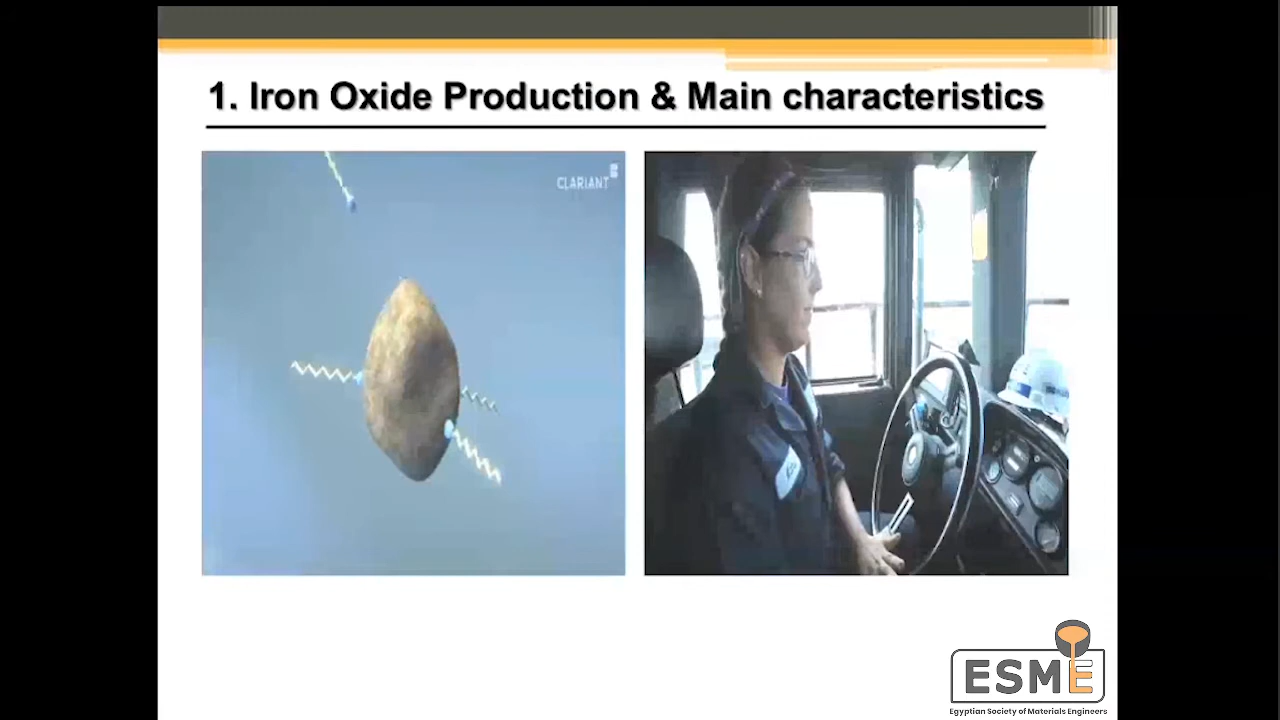 1. Iron Oxide Production & Main characteristics
CLARIANT
ESME
Egyptian Society of Materials Engineers